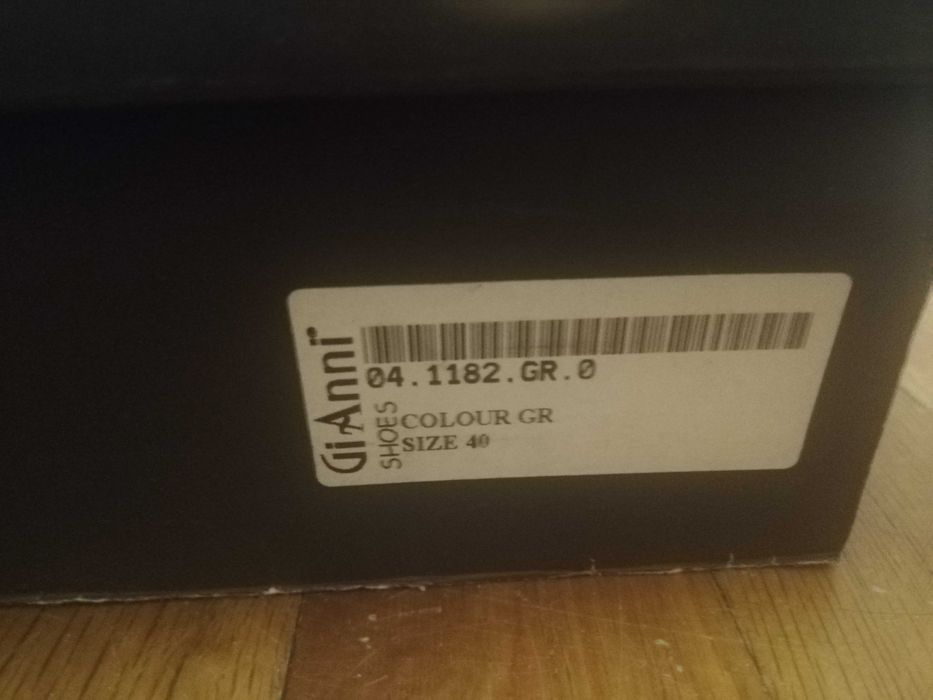 GiAnni
SHOES
04.1182.GR.0
COLOUR GR
SIZE 40